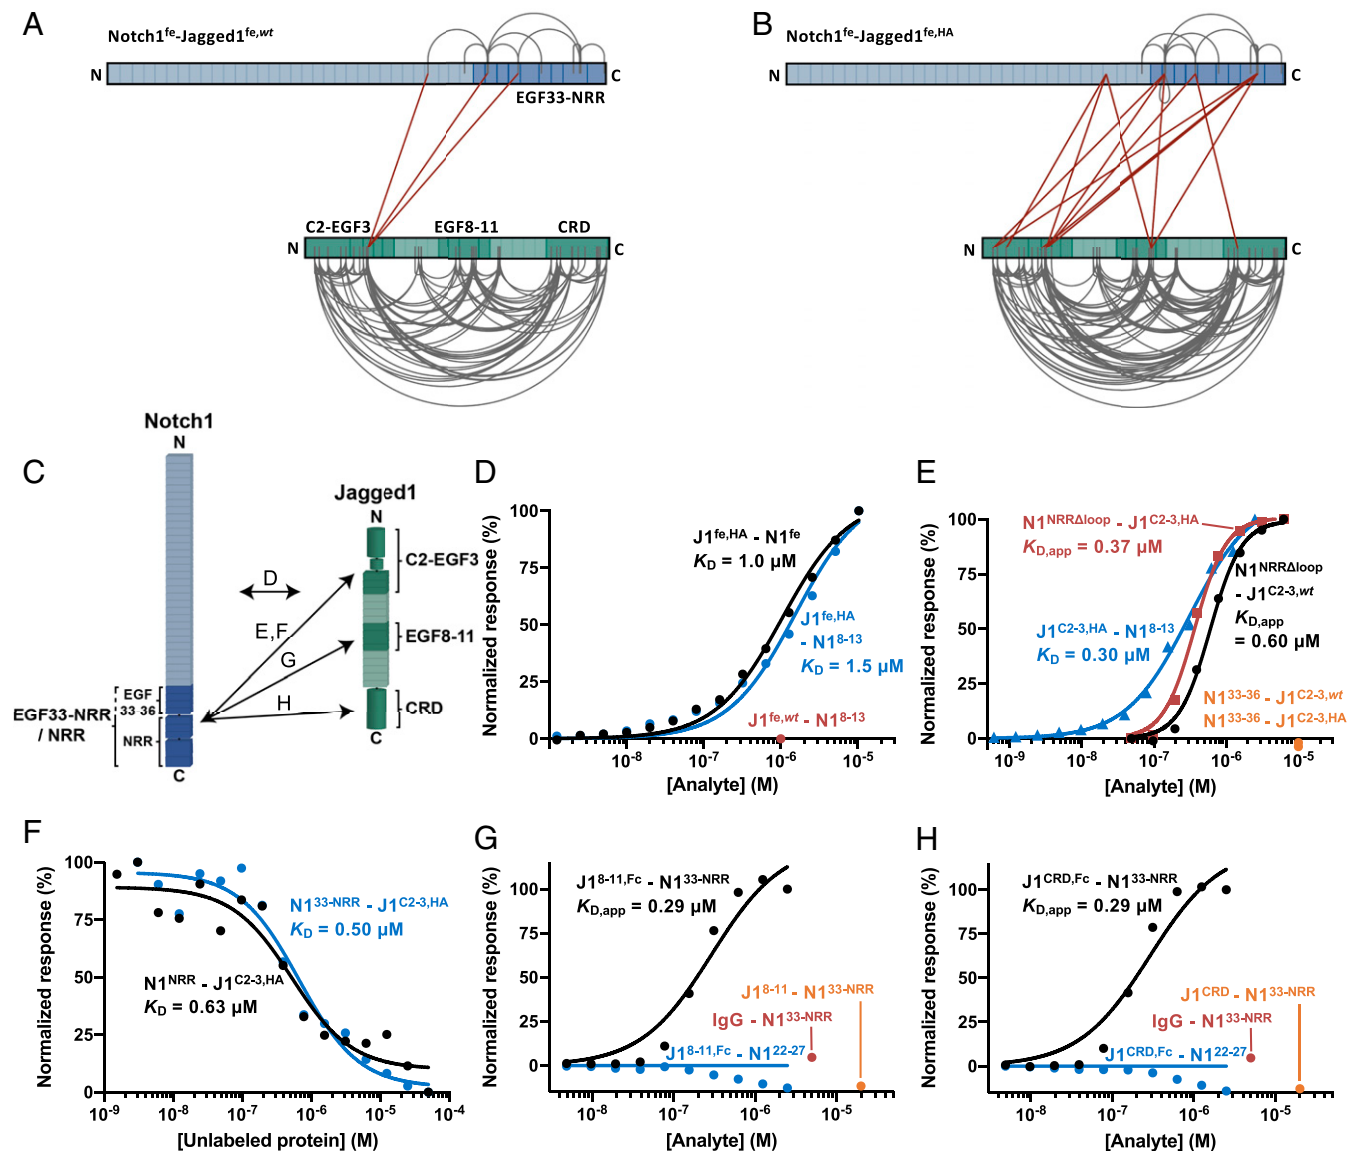 A
Notch1fe-Jagged1fe,wt
N
C
EGF33-NRR
C2-EGF3
EGF8-11
CRD
N
C
B
Notch1fe-Jagged1fe,HA
N
C
N
C
C
Notch1
N
Jagged1
N
D
E,F
G
H
C2-EGF3
EGF8-11
CRD
EGF
33-36
EGF33-NRR
/ NRR
NRR
C
C
D
Normalized response (%)
100
75
50
25
0
J1fe,HA - N1fe
KD = 1.0 µM
J1fe,HA
- N18-13
KD = 1.5 µM
J1fe,wt - N18-13
10-8
10-7
10-6
10-5
[Analyte] (M)
E
Normalized response (%)
100
75
50
25
0
N1NRRΔloop - J1C2-3,HA
KD,app = 0.37 µM
N1NRRΔloop
- J1C2-3,wt
KD,app
= 0.60 µM
J1C2-3,HA - N18-13
KD = 0.30 µM
N133-36 - J1C2-3,wt
N133-36 - J1C2-3,HA
10-9
10-8
10-7
10-6
10-5
[Analyte] (M)
F
Normalized response (%)
100
75
50
25
0
N133-NRR - J1C2-3,HA
KD = 0.50 µM
N1NRR - J1C2-3,HA
KD = 0.63 µM
10-9
10-8
10-7
10-6
10-5
10-4
[Unlabeled protein] (M)
G
Normalized response (%)
100
75
50
25
0
J18-11,Fc - N133-NRR
KD,app = 0.29 µM
J18-11 - N133-NRR
IgG - N133-NRR
J18-11,Fc - N122-27
10-8
10-7
10-6
10-5
[Analyte] (M)
H
Normalized response (%)
100
75
50
25
0
J1CRD,Fc - N133-NRR
KD,app = 0.29 µM
J1CRD - N133-NRR
IgG - N133-NRR
J1CRD,Fc - N122-27
10-8
10-7
10-6
10-5
[Analyte] (M)